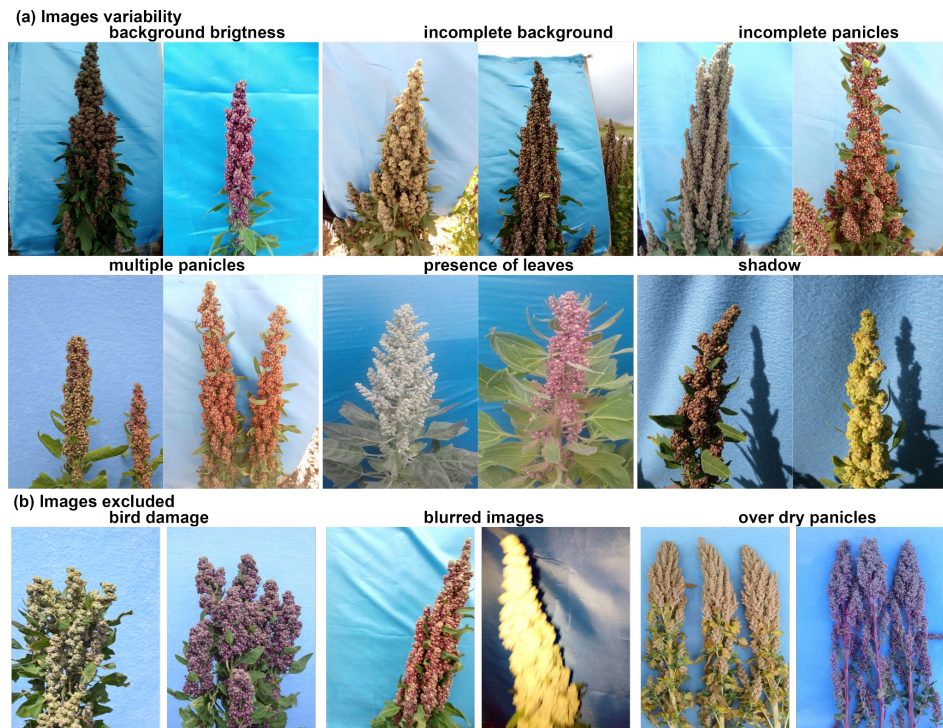 (a) Images variability
background brigtness
incomplete background
incomplete panicles
multiple panicles
presence of leaves
shadow
(b) Images excluded
bird damage
blurred images
over dry panicles